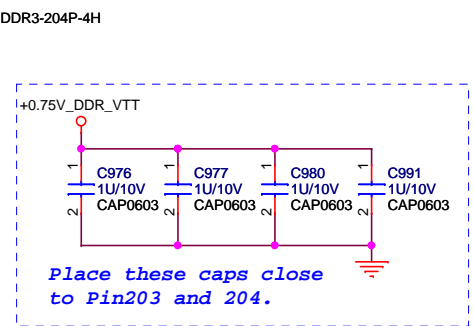 DDR3-204P-4H
+0.75V_DDR_VTT
1 C976 1 C977 1 C980 1 C991
1U/10V 1U/10V 1U/10V 1U/10V
2 CAP0603 2 CAP0603 2 CAP0603 2 CAP0603
Place these caps close
to Pin203 and 204.